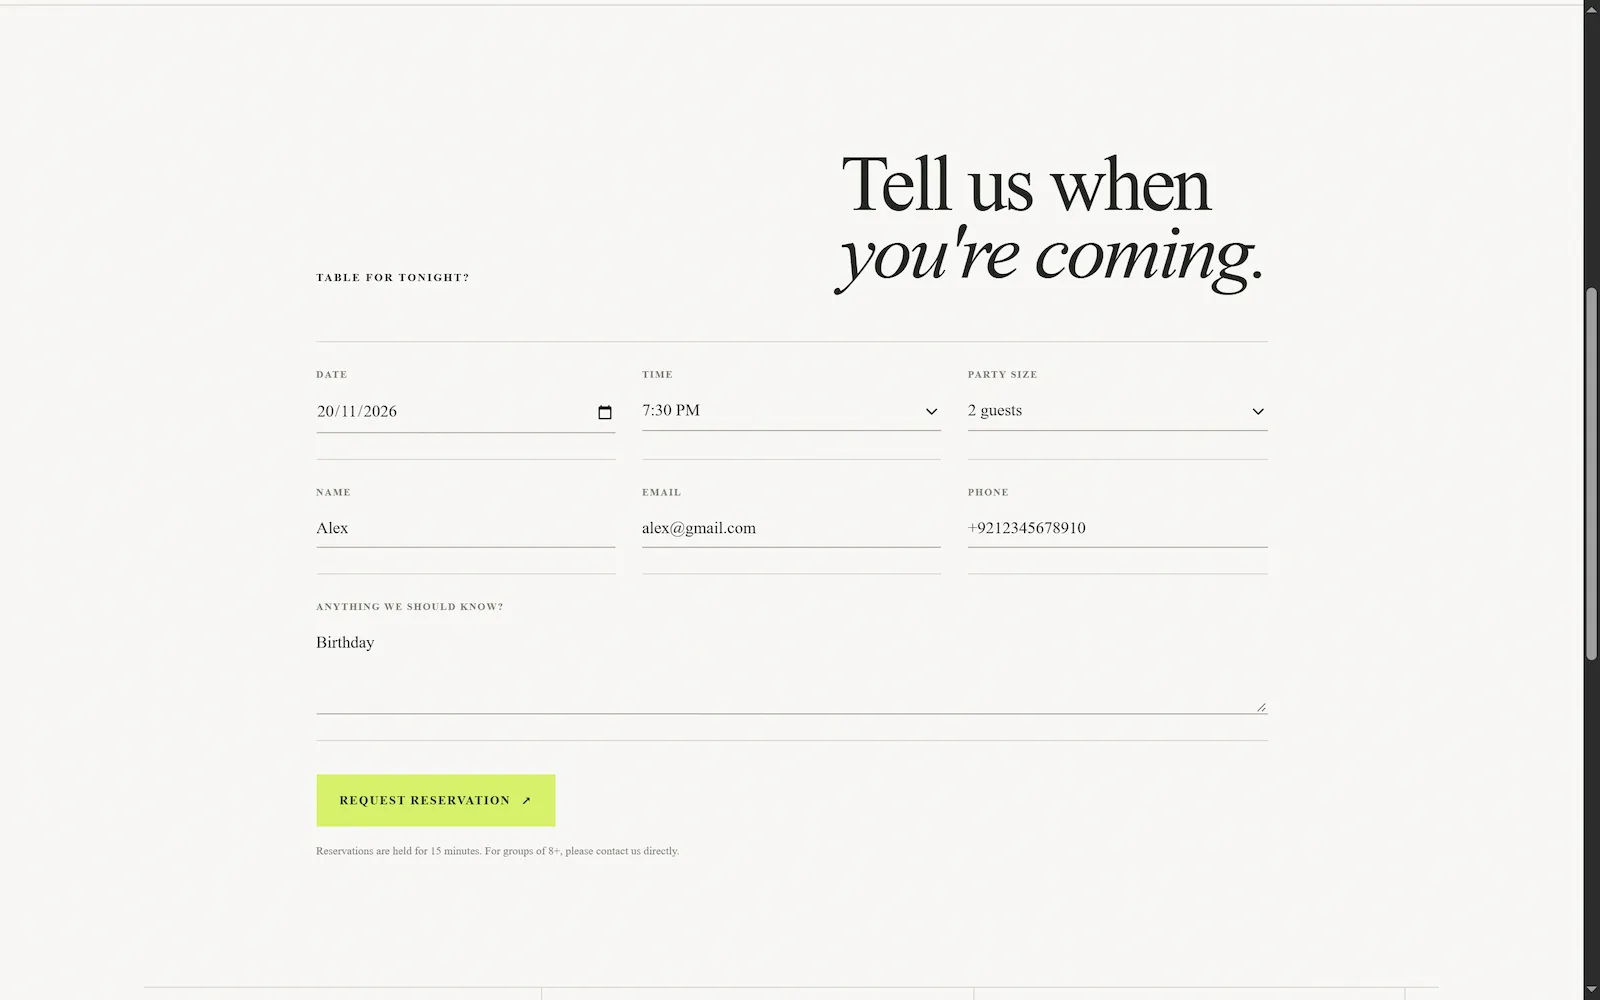 Tell us when
you're coming.
TABLE FOR TONIGHT?
DATE
20/11/2026
TIME
7:30 PM
PARTY SIZE
2 guests
NAME
Alex
EMAIL
alex@gmail.com
PHONE
+9212345678910
ANYTHING WE SHOULD KNOW?
Birthday
REQUEST RESERVATION ↗
Reservations are held for 15 minutes. For groups of 8+, please contact us directly.